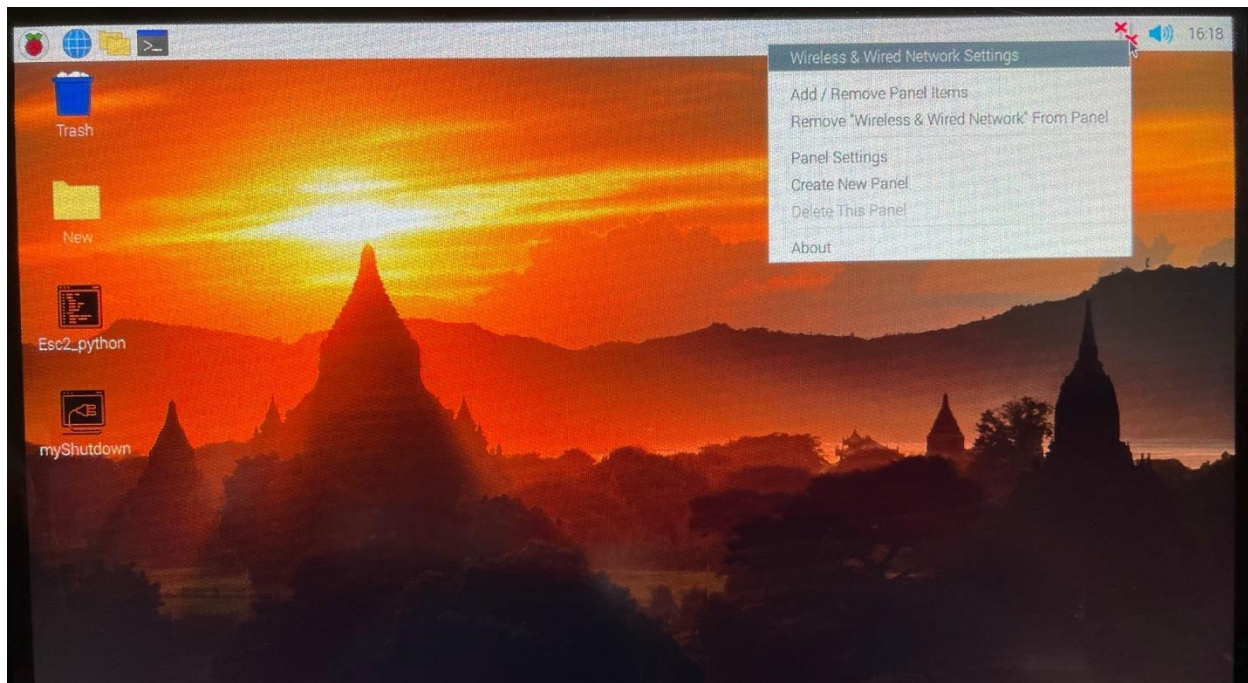 16:18
Wireless & Wired Network Settings
Add / Remove Panel Items
Remove "Wireless & Wired Network" From Panel
Panel Settings
Create New Panel
Delete This Panel
About
Trash
New
Esc2_python
myShutdown